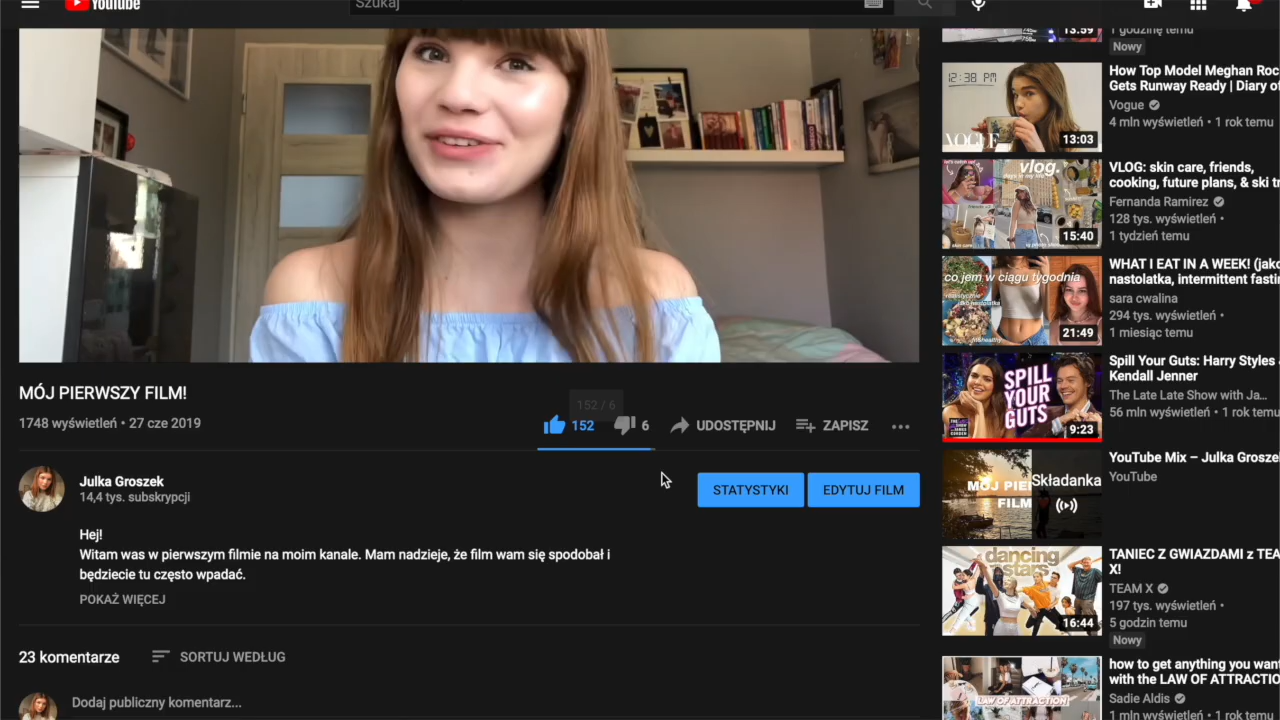 YouTube
Szukaj
MÓJ PIERWSZY FILM!
1748 wyświetleń • 27 cze 2019
152 / 6
152
6
UDOSTĘPNIJ
ZAPISZ
Julka Groszek
14,4 tys. subskrypcji
STATYSTYKI
EDYTUJ FILM
Hej!
Witam was w pierwszym filmie na moim kanale. Mam nadzieje, że film wam się spodobał i
będziecie tu często wpadać.
POKAŻ WIĘCEJ
23 komentarze
SORTUJ WEDŁUG
Dodaj publiczny komentarz...
13:59
1 godzinę temu
Nowy
12:38 PM
VOGUE
13:03
How Top Model Meghan Roc
Gets Runway Ready | Diary of
Vogue
4 mln wyświetleń • 1 rok temu
vlog.
15:40
VLOG: skin care, friends,
cooking, future plans, & ski tr
Fernanda Ramirez
128 tys. wyświetleń •
1 tydzień temu
co jem w ciągu tygodnia
21:49
WHAT I EAT IN A WEEK! (jako
nastolatka, intermittent fastin
sara cwalina
294 tys. wyświetleń •
1 miesiąc temu
SPILL
YOUR
GUTS
9:23
Spill Your Guts: Harry Styles
Kendall Jenner
The Late Late Show with Ja...
56 mln wyświetleń • 1 rok temu
MÓJ PIE
FILM
Składanka
YouTube Mix – Julka Groszek
YouTube
dancing
stars
16:44
TANIEC Z GWIAZDAMI z TEA
X!
TEAM X
197 tys. wyświetleń •
5 godzin temu
Nowy
LAW OF ATTRACTION
how to get anything you want
with the LAW OF ATTRACTIO
Sadie Aldis
1 mln wyświetleń • 1 rok temu